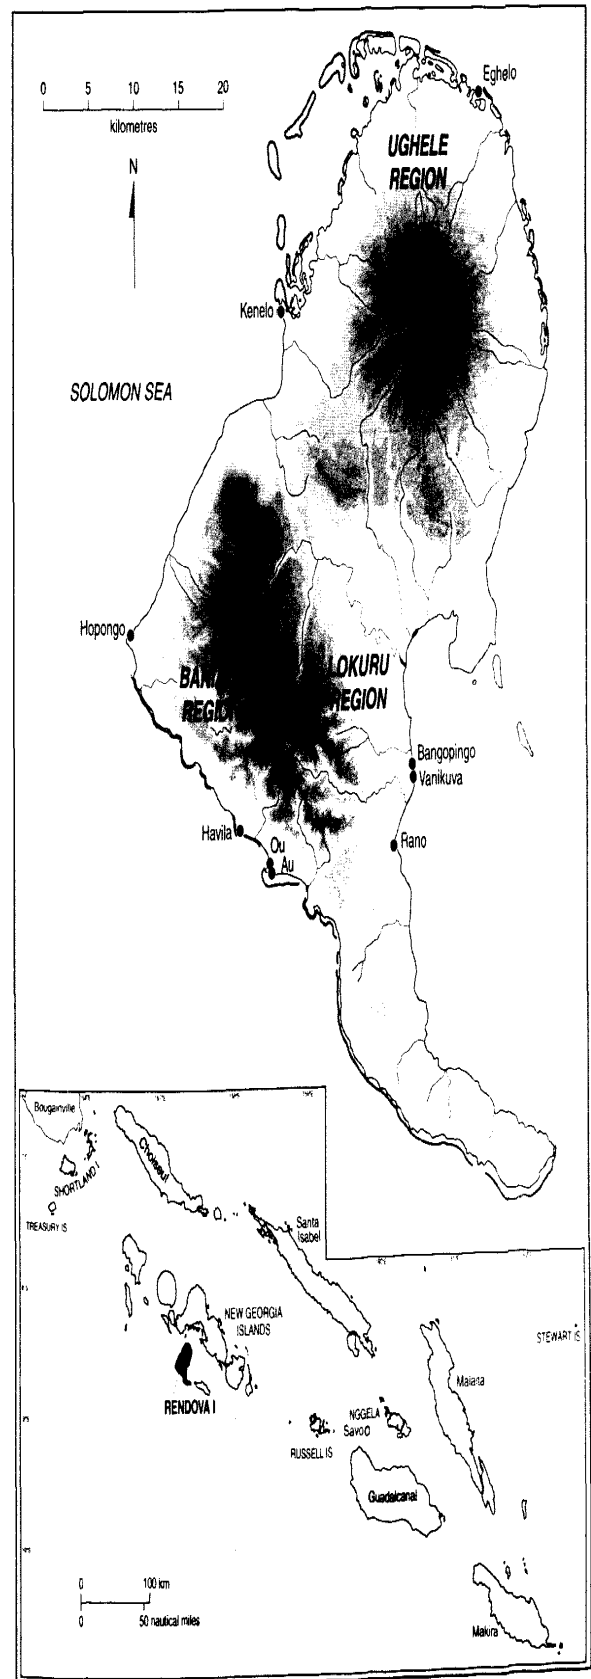 Eghelo
0 5 10 15 20
kilometres
N
UGHELE
REGION
Kenelo
SOLOMON SEA
Hopongo
LOKURU
REGION
REGION
Bangopingo
Vanikuva
Havila
Rano
Ou
Au
Bougainville
Choiseul
SHORTLAND I
TREASURY IS
Santa
Isabel
NEW GEORGIA
ISLANDS
STEWART IS
RENDOVA I
Malaita
NGGELA
Savo
RUSSELL IS
Guadalcanal
0 100 km
0 50 nautical miles
Makira